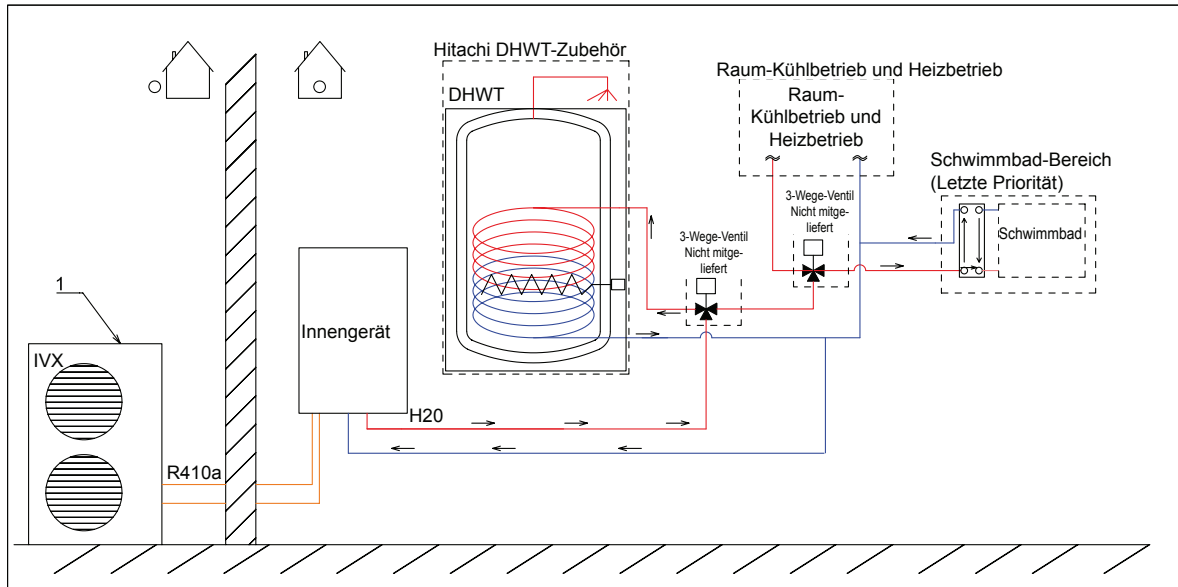 Hitachi DHWT-Zubehör
DHWT
Raum-Kühlbetrieb und Heizbetrieb
Raum-
Kühlbetrieb und
Heizbetrieb
Schwimmbad-Bereich
(Letzte Priorität)
3-Wege-Ventil
Nicht mitge-
liefert
3-Wege-Ventil
Nicht mitge-
liefert
Schwimmbad
1
IVX
Innengerät
H20
R410a